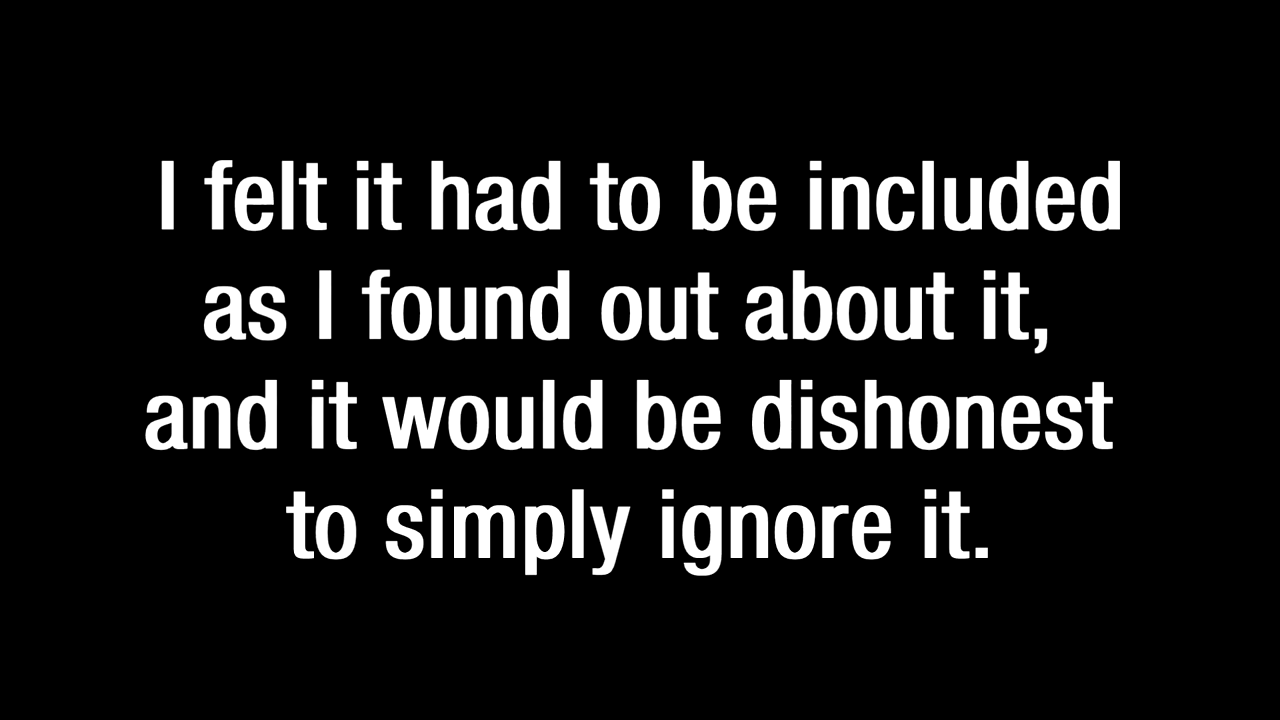 I felt it had to be included
as I found out about it,
and it would be dishonest
to simply ignore it.